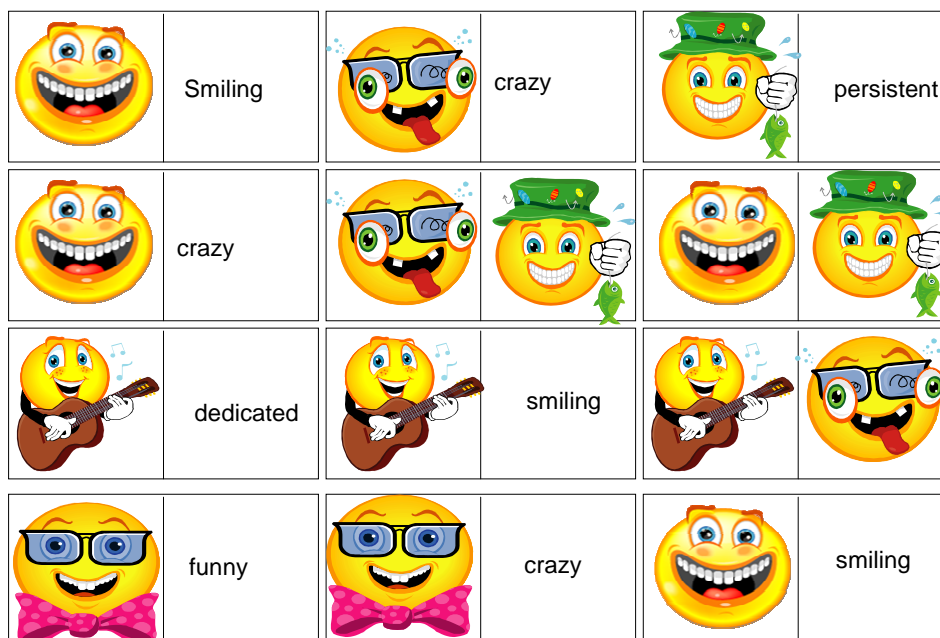 Smiling
crazy
persistent
crazy
dedicated
smiling
funny
crazy
smiling